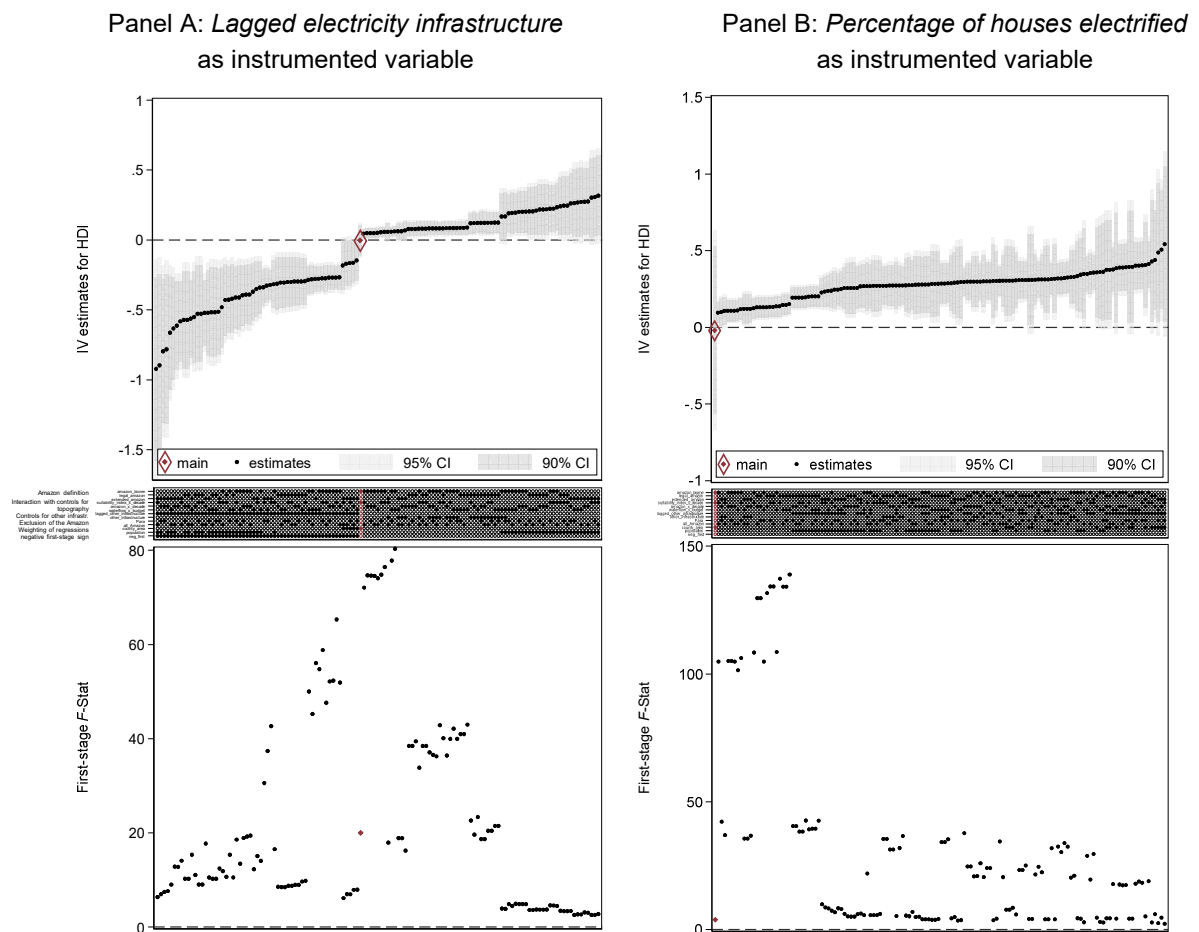 Panel A: Lagged electricity infrastructure
as instrumented variable
Panel B: Percentage of houses electrified
as instrumented variable
IV estimates for HDI
1
.5
0
-.5
-1
-1.5
main
estimates
95% CI
90% CI
IV estimates for HDI
1.5
1
.5
0
-.5
-1
main
estimates
95% CI
90% CI
Amazon definition
Interaction with controls for
topography
Controls for other infrastr.
Exclusion of the Amazon
Weighting of regressions
negative first-stage sign
First-stage F-Stat
80
60
40
20
0
First-stage F-Stat
150
100
50
0